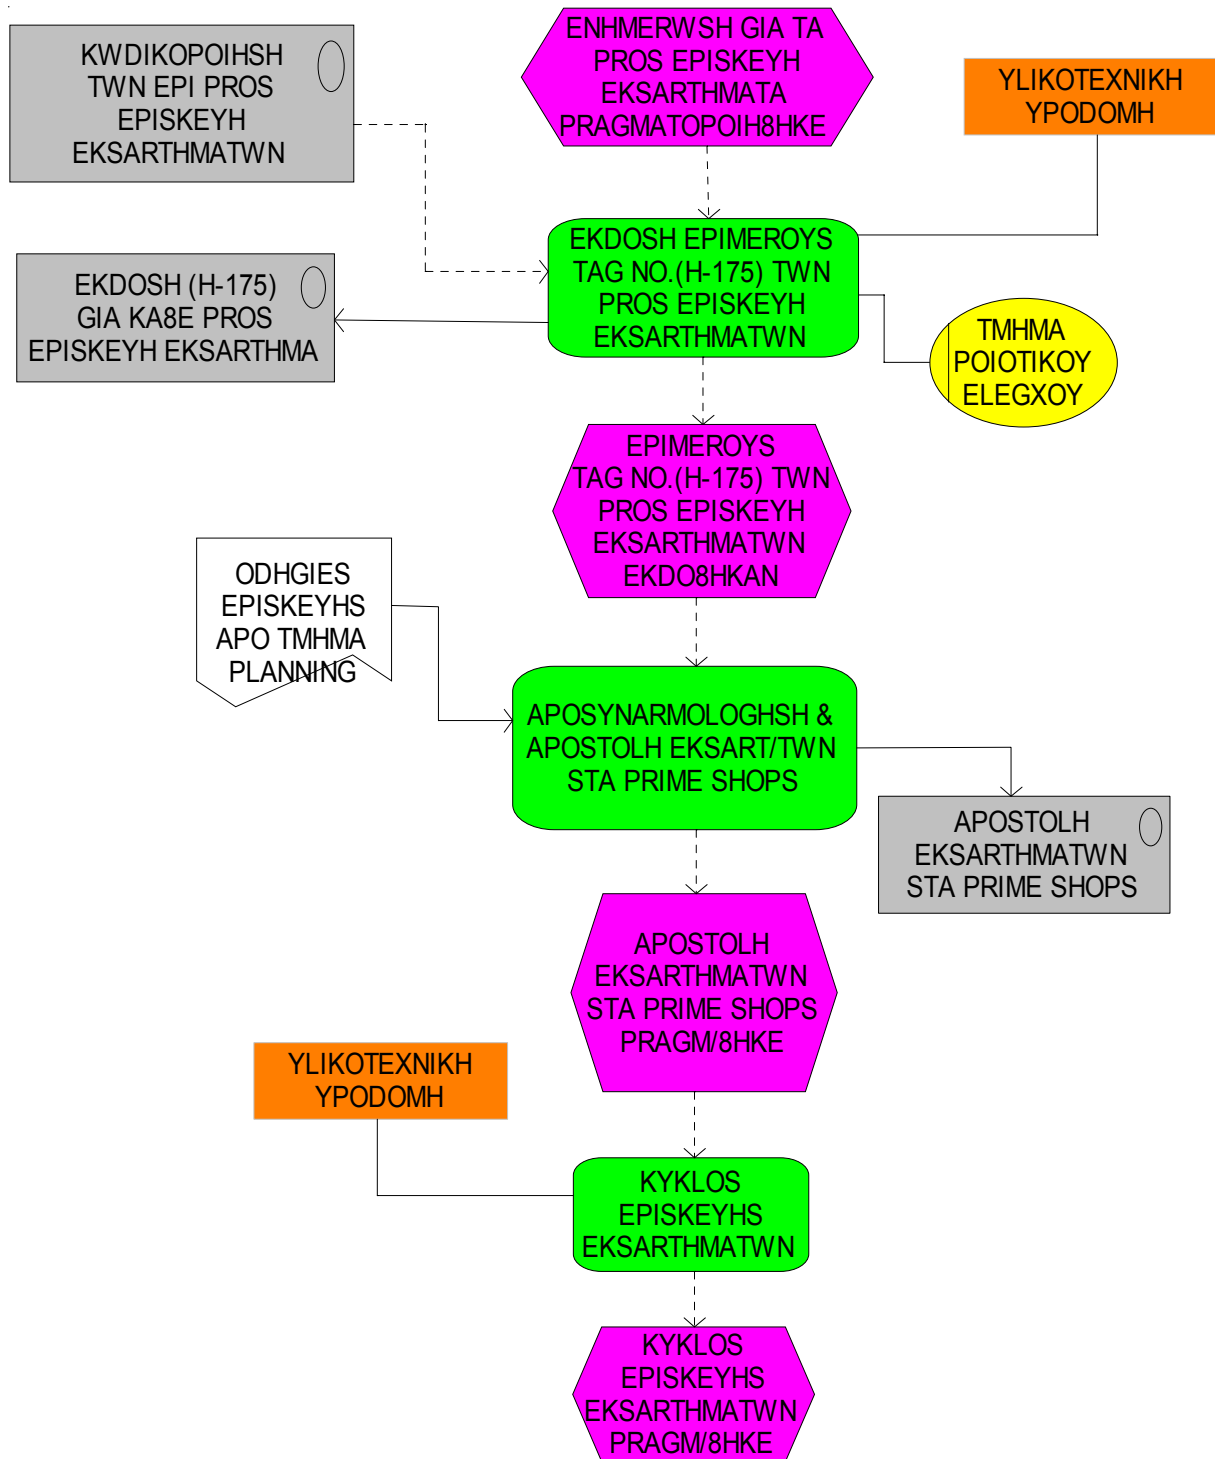 KWDIKOPOIHSH
TWN EPI PROS
EPISKEYH
EKSARTHMATWN
ENHMERWSH GIA TA
PROS EPISKEYH
EKSARTHMATA
PRAGMATOPOIH8HKE
YLIKOTEXNIKH
YPODOMH
EKDOSH EPIMEROYS
TAG NO.(H-175) TWN
PROS EPISKEYH
EKSARTHMATWN
EKDOSH (H-175)
GIA KA8E PROS
EPISKEYH EKSARTHMA
TMHMA
POIOTIKOY
ELEGXOY
EPIMEROYS
TAG NO.(H-175) TWN
PROS EPISKEYH
EKSARTHMATWN
EKDO8HKAN
ODHGIES
EPISKEYHS
APO TMHMA
PLANNING
APOSYNARMOLOGHSH &
APOSTOLH EKSART/TWN
STA PRIME SHOPS
APOSTOLH
EKSARTHMATWN
STA PRIME SHOPS
APOSTOLH
EKSARTHMATWN
STA PRIME SHOPS
PRAGM/8HKE
YLIKOTEXNIKH
YPODOMH
KYKLOS
EPISKEYHS
EKSARTHMATWN
KYKLOS
EPISKEYHS
EKSARTHMATWN
PRAGM/8HKE